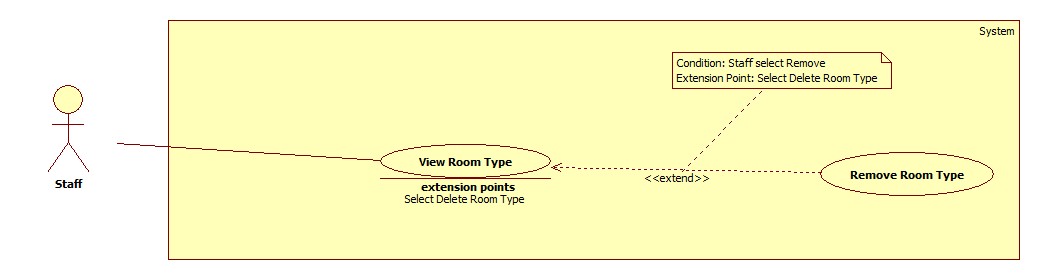 System
Condition: Staff select Remove
Extension Point: Select Delete Room Type
View Room Type
extension points
Select Delete Room Type
<<extend>>
Remove Room Type
Staff